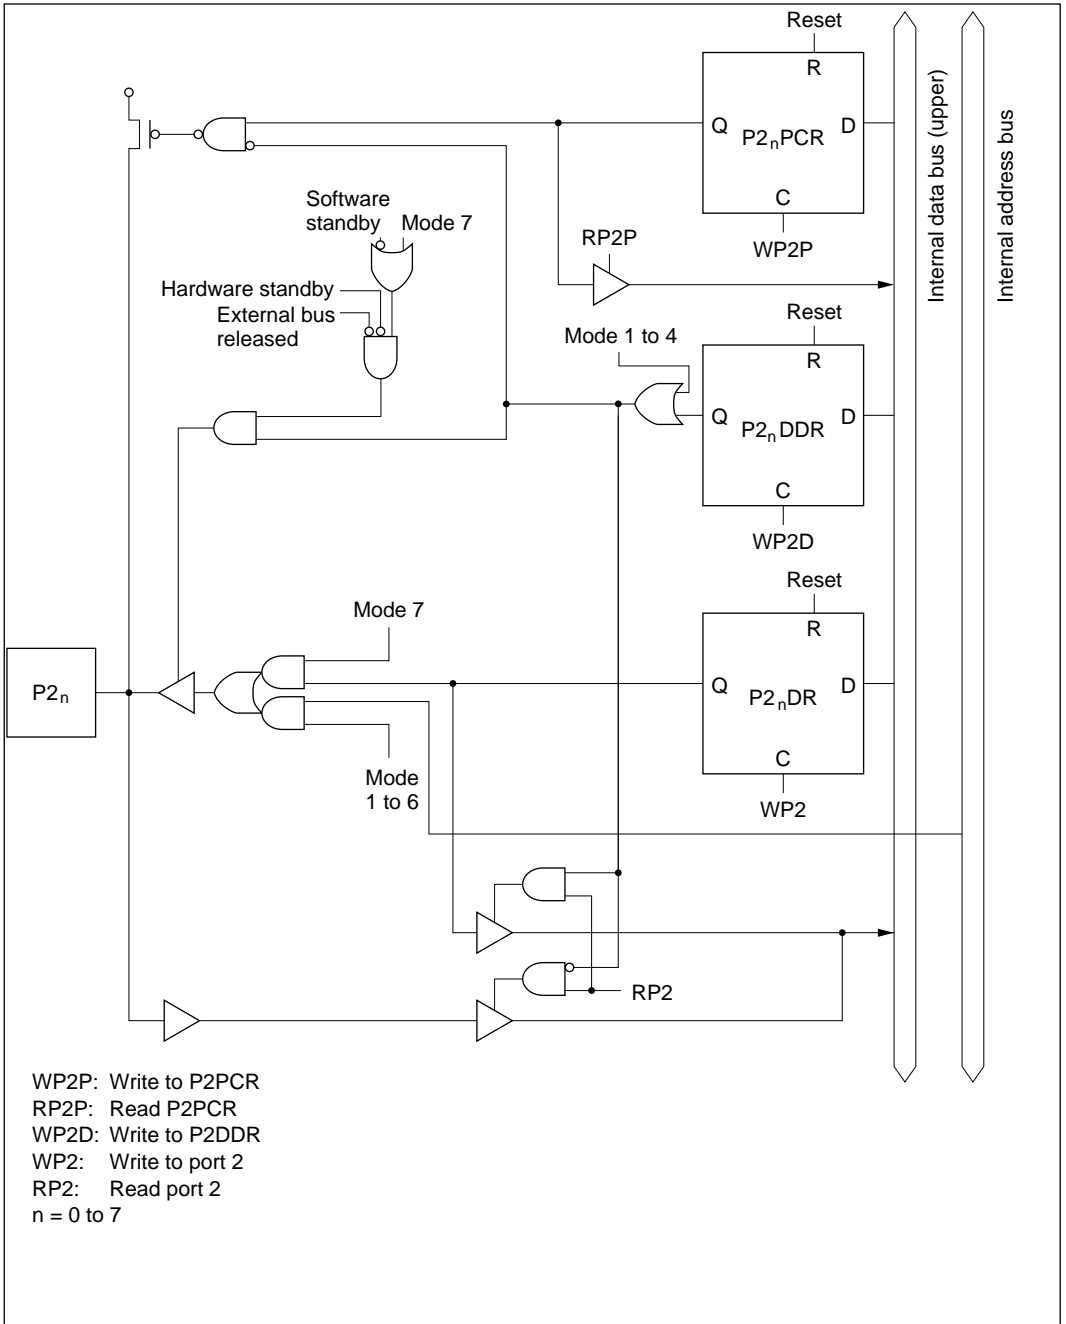 Reset
R
Q
P2nPCR
D
C
WP2P
Internal data bus (upper)
Internal address bus
Software
standby
Mode 7
RP2P
Hardware standby
External bus
released
Mode 1 to 4
Reset
R
Q
P2nDDR
D
C
WP2D
Reset
R
Mode 7
P2n
Q
P2nDR
D
C
Mode
1 to 6
WP2
RP2
WP2P: Write to P2PCR
RP2P: Read P2PCR
WP2D: Write to P2DDR
WP2: Write to port 2
RP2: Read port 2
n = 0 to 7